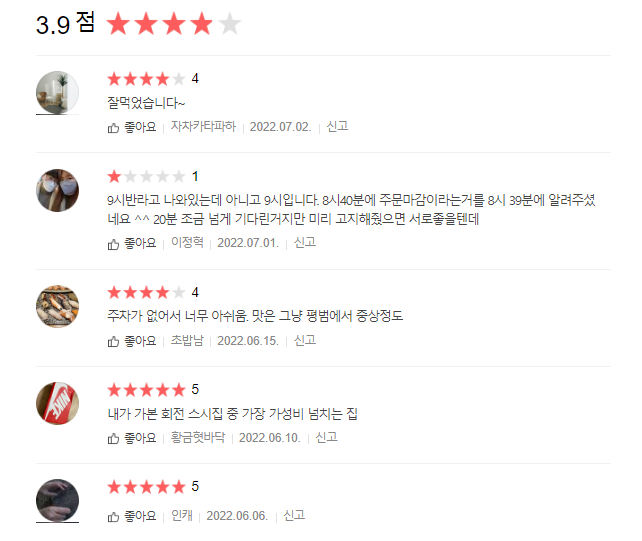 3.9 점
4
잘먹었습니다~
좋아요 자차카타파하 2022.07.02. 신고
1
9시반라고 나와있는데 아니고 9시입니다. 8시40분에 주문마감이라는거를 8시 39분에 알려주셨
네요 ^^ 20분 조금 넘게 기다린거지만 미리 고지해줬으면 서로좋을텐데
좋아요 이정혁 2022.07.01. 신고
4
주차가 없어서 너무 아쉬움. 맛은 그냥 평범에서 중상정도
좋아요 초밥남 2022.06.15. 신고
5
내가 가본 회전 스시집 중 가장 가성비 넘치는 집
좋아요 황금혓바닥 2022.06.10. 신고
5
좋아요 인캐 2022.06.06. 신고